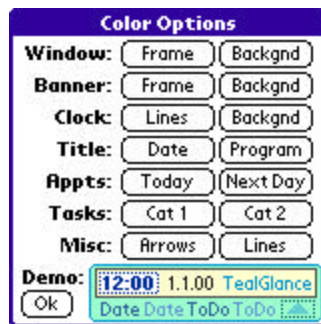 Color Options
Window: Frame Backgnd
Banner: Frame Backgnd
Clock: Lines Backgnd
Title: Date Program
Appts: Today Next Day
Tasks: Cat 1 Cat 2
Misc: Arrows Lines
Demo: 12:00 1.1.00 TealGlance
Ok Date Date ToDo ToDo